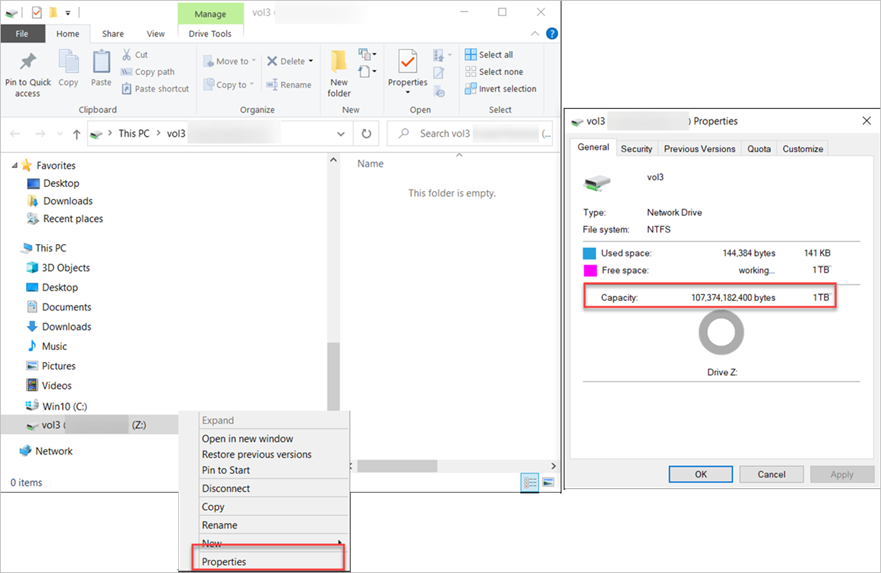 Manage
vol3 (
File
Home
Share
View
Drive Tools
Pin to Quick access
Copy
Paste
Cut
Copy path
Paste shortcut
Clipboard
Move to
Copy to
Delete
Rename
Organize
New folder
New
Properties
Open
Select all
Select none
Invert selection
Select
This PC
vol3
Search vol3
(...
Favorites
Desktop
Downloads
Recent places
This PC
3D Objects
Desktop
Documents
Downloads
Music
Pictures
Videos
Win10 (C:)
vol3 ( (Z:)
Network
0 items
Name
This folder is empty.
Expand
Open in new window
Restore previous versions
Pin to Start
Disconnect
Copy
Rename
New
Properties
vol3 ) Properties
General
Security
Previous Versions
Quota
Customize
vol3
Type: Network Drive
File system: NTFS
Used space: 144,384 bytes 141 KB
Free space: working... 1TB
Capacity: 107,374,182,400 bytes 1TB
Drive Z:
OK
Cancel
Apply